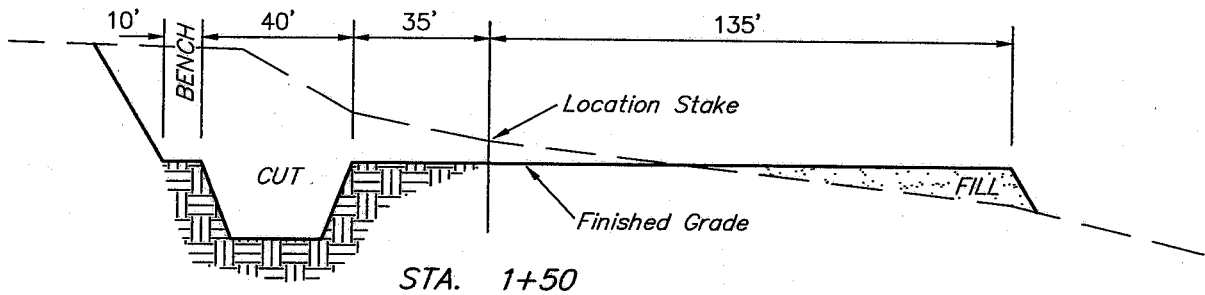 10' 40' 35' 135'
BENCH
Location Stake
CUT
FILL
Finished Grade
STA. 1+50